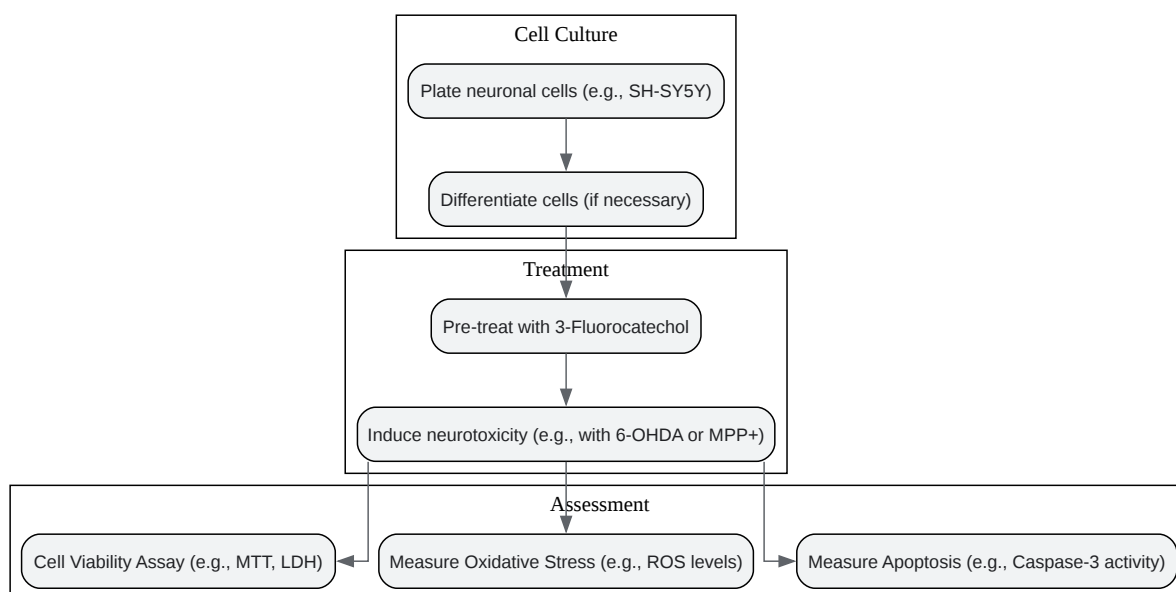 Cell Culture
Plate neuronal cells (e.g., SH-SY5Y)
Differentiate cells (if necessary)
Treatment
Pre-treat with 3-Fluorocatechol
Induce neurotoxicity (e.g., with 6-OHDA or MPP+)
Assessment
Cell Viability Assay (e.g., MTT, LDH)
Measure Oxidative Stress (e.g., ROS levels)
Measure Apoptosis (e.g., Caspase-3 activity)